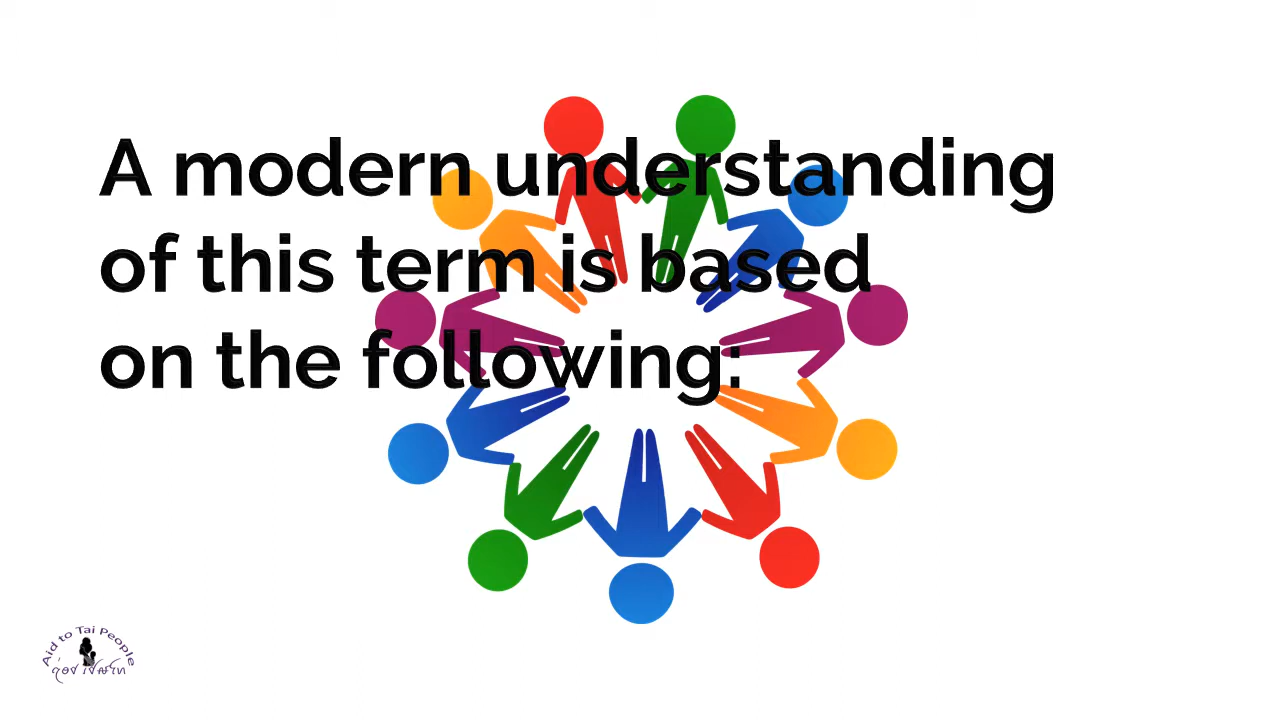 A modern understanding
of this term is based
on the following:
Aid to Tai People